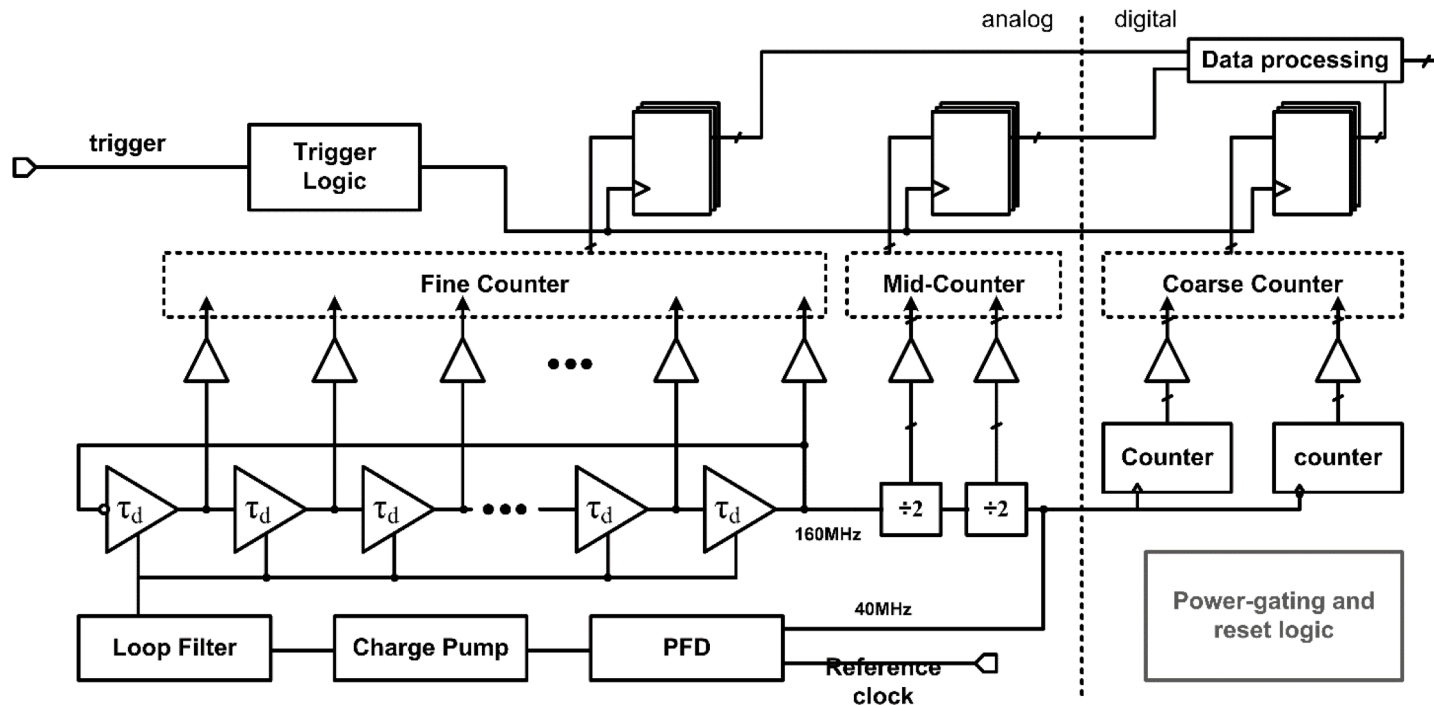 analog
digital
Data processing
trigger
Trigger
Logic
Fine Counter
Mid-Counter
Coarse Counter
Counter
counter
τd
τd
τd
τd
τd
÷2
÷2
160MHz
40MHz
Loop Filter
Charge Pump
PFD
Reference
clock
Power-gating and
reset logic